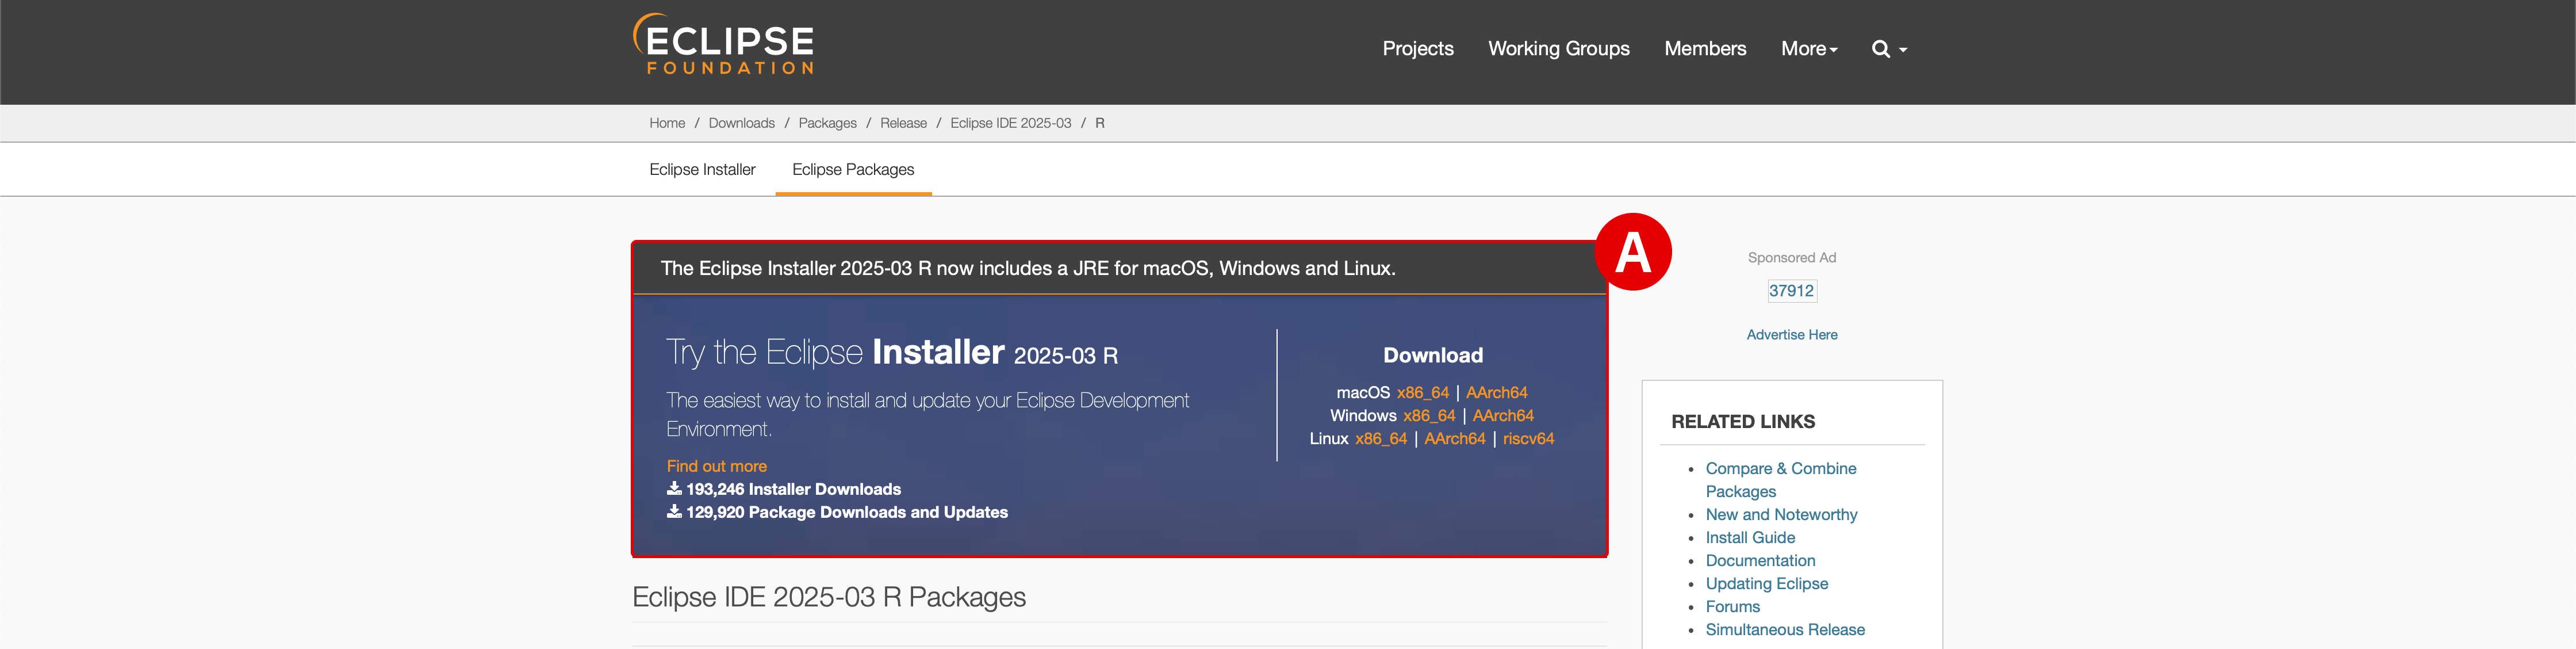 ECLIPSE
FOUNDATION
Projects Working Groups Members More
Home / Downloads / Packages / Release / Eclipse IDE 2025-03 / R
Eclipse Installer Eclipse Packages
A
The Eclipse Installer 2025-03 R now includes a JRE for macOS, Windows and Linux.
Try the Eclipse Installer 2025-03 R
The easiest way to install and update your Eclipse Development
Environment.
Find out more
193,246 Installer Downloads
129,920 Package Downloads and Updates
Download
macOS x86_64 | AArch64
Windows x86_64 | AArch64
Linux x86_64 | AArch64 | riscv64
Eclipse IDE 2025-03 R Packages
Sponsored Ad
37912
Advertise Here
RELATED LINKS
• Compare & Combine
Packages
• New and Noteworthy
• Install Guide
• Documentation
• Updating Eclipse
• Forums
• Simultaneous Release